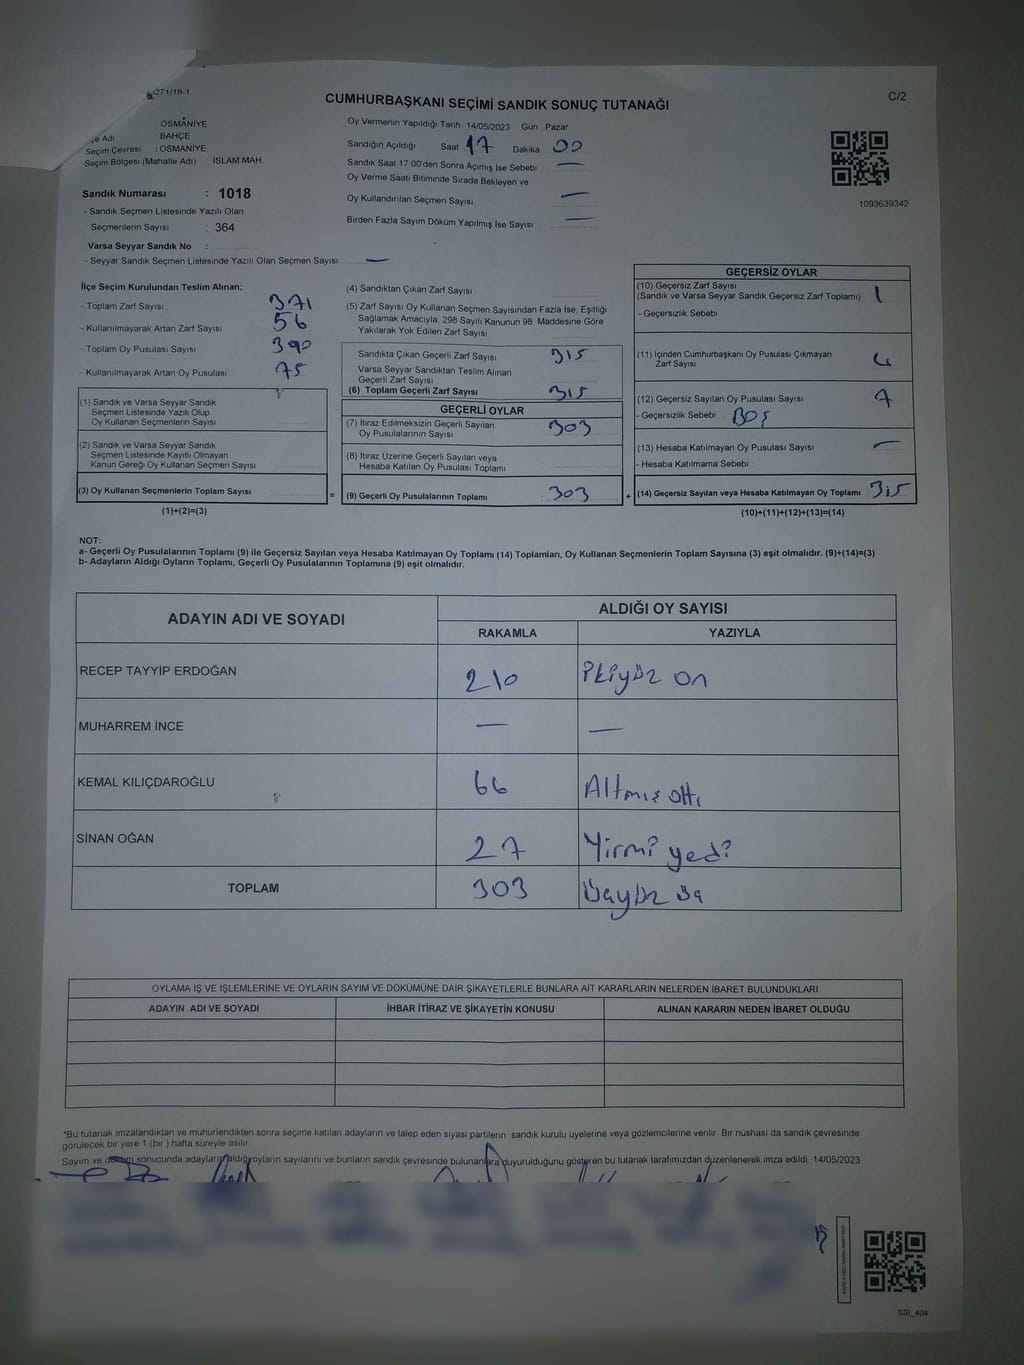 271/18-1
CUMHURBAŞKANI SEÇİMİ SANDIK SONUÇ TUTANAĞI
C/2
OSMANİYE
Adı BAHÇE
Seçim Çevresi : OSMANİYE
Seçim Bölgesi (Mahalle Adı) İSLAM MAH.
Sandık Numarası : 1018
- Sandık Seçmen Listesinde Yazılı Olan
Seçmenlerin Sayısı : 364
Varsa Seyyar Sandık No :
- Seyyar Sandık Seçmen Listesinde Yazılı Olan Seçmen Sayısı —
Oy Vermenin Yapıldığı Tarih 14/05/2023 Gün Pazar
Sandığın Açıldığı Saat 17 Dakika 00
Sandık Saat 17:00'den Sonra Açımış İse Sebebi —
Oy Verme Saati Bitiminde Sırada Bekleyen ve
Oy Kullandırılan Seçmen Sayısı —
Birden Fazla Sayım Döküm Yapılmış İse Sayısı —
1093639342
İlçe Seçim Kurulundan Teslim Alınan;
- Toplam Zarf Sayısı 371
- Kullanılmayarak Artan Zarf Sayısı 56
- Toplam Oy Pusulası Sayısı 390
- Kullanılmayarak Artan Oy Pusulası 75
(1) Sandık ve Varsa Seyyar Sandık
Seçmen Listesinde Yazılı Olup
Oy Kullanan Seçmenlerin Sayısı
(2) Sandık ve Varsa Seyyar Sandık
Seçmen Listesinde Kayıtlı Olmayan
Kanun Gereği Oy Kullanan Seçmen Sayısı
(3) Oy Kullanan Seçmenlerin Toplam Sayısı =
(1)+(2)=(3)
(4) Sandıktan Çıkan Zarf Sayısı
(5) Zarf Sayısı Oy Kullanan Seçmen Sayısından Fazla İse, Eşitliği
Sağlamak Amacıyla, 298 Sayılı Kanunun 98. Maddesine Göre
Yakılarak Yok Edilen Zarf Sayısı
Sandıkta Çıkan Geçerli Zarf Sayısı 315
Varsa Seyyar Sandıktan Teslim Alınan
Geçerli Zarf Sayısı
(6) Toplam Geçerli Zarf Sayısı 315
GEÇERLİ OYLAR
(7) İtiraz Edilmeksizin Geçerli Sayılan
Oy Pusulalarının Sayısı 303
(8) İtiraz Üzerine Geçerli Sayılan veya
Hesaba Katılan Oy Pusulası Toplamı
(9) Geçerli Oy Pusulalarının Toplamı 303 +
GEÇERSİZ OYLAR
(10) Geçersiz Zarf Sayısı
(Sandık ve Varsa Seyyar Sandık Geçersiz Zarf Toplamı) 1
- Geçersizlik Sebebi
(11) İçinden Cumhurbaşkanı Oy Pusulası Çıkmayan
Zarf Sayısı 4
(12) Geçersiz Sayılan Oy Pusulası Sayısı 7
- Geçersizlik Sebebi BOŞ
(13) Hesaba Katılmayan Oy Pusulası Sayısı —
- Hesaba Katılmama Sebebi
(14) Geçersiz Sayılan veya Hesaba Katılmayan Oy Toplamı 315
(10)+(11)+(12)+(13)=(14)
NOT:
a- Geçerli Oy Pusulalarının Toplamı (9) ile Geçersiz Sayılan veya Hesaba Katılmayan Oy Toplamı (14) Toplamları, Oy Kullanan Seçmenlerin Toplam Sayısına (3) eşit olmalıdır. (9)+(14)=(3)
b- Adayların Aldığı Oyların Toplamı, Geçerli Oy Pusulalarının Toplamına (9) eşit olmalıdır.
ADAYIN ADI VE SOYADI
ALDIĞI OY SAYISI
RAKAMLA YAZIYLA
RECEP TAYYİP ERDOĞAN 210 İkiyüz on
MUHARREM İNCE — —
KEMAL KILIÇDAROĞLU 66 Altmış altı
SİNAN OĞAN 27 Yirmi yedi
TOPLAM 303 Üçyüz üç
OYLAMA İŞ VE İŞLEMLERİNE VE OYLARIN SAYIM VE DÖKÜMÜNE DAİR ŞİKAYETLERLE BUNLARA AİT KARARLARIN NELERDEN İBARET BULUNDUKLARI
ADAYIN ADI VE SOYADI İHBAR İTİRAZ VE ŞİKAYETİN KONUSU ALINAN KARARIN NEDEN İBARET OLDUĞU
*Bu tutanak imzalandıktan ve mühürlendikten sonra seçime katılan adayların ve talep eden siyasi partilerin sandık kurulu üyelerine veya gözlemcilerine verilir. Bir nüshası da sandık çevresinde
görülecek bir yere 1 (bir ) hafta süreyle asılır.
Sayım ve döküm sonucunda adayların aldığı oyların sayılarını ve bunların sandık çevresinde bulunanlara duyurulduğunu gösteren bu tutanak tarafımızdan düzenlenerek imza edildi. 14/05/2023
SSI_404